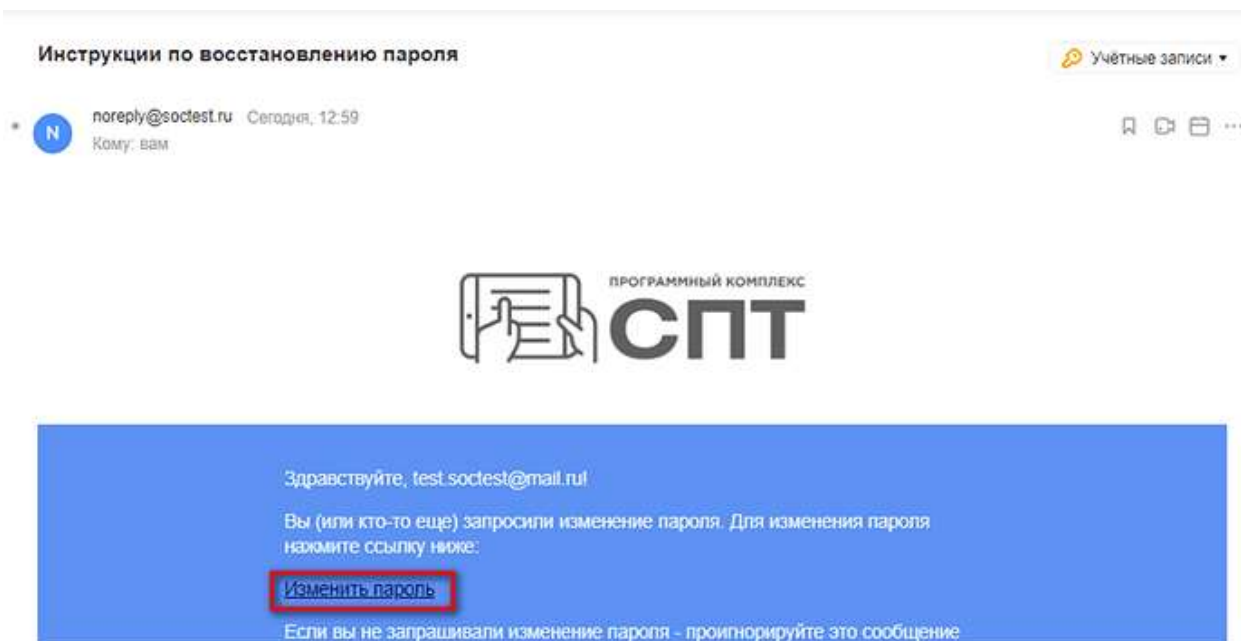 Инструкции по восстановлению пароля
Учётные записи
N
noreply@soctest.ru Сегодня, 12:59
Кому: вам
ПРОГРАММНЫЙ КОМПЛЕКС
СПТ
Здравствуйте, test.soctest@mail.ru!
Вы (или кто-то еще) запросили изменение пароля. Для изменения пароля
нажмите ссылку ниже:
Изменить пароль
Если вы не запрашивали изменение пароля - проигнорируйте это сообщение